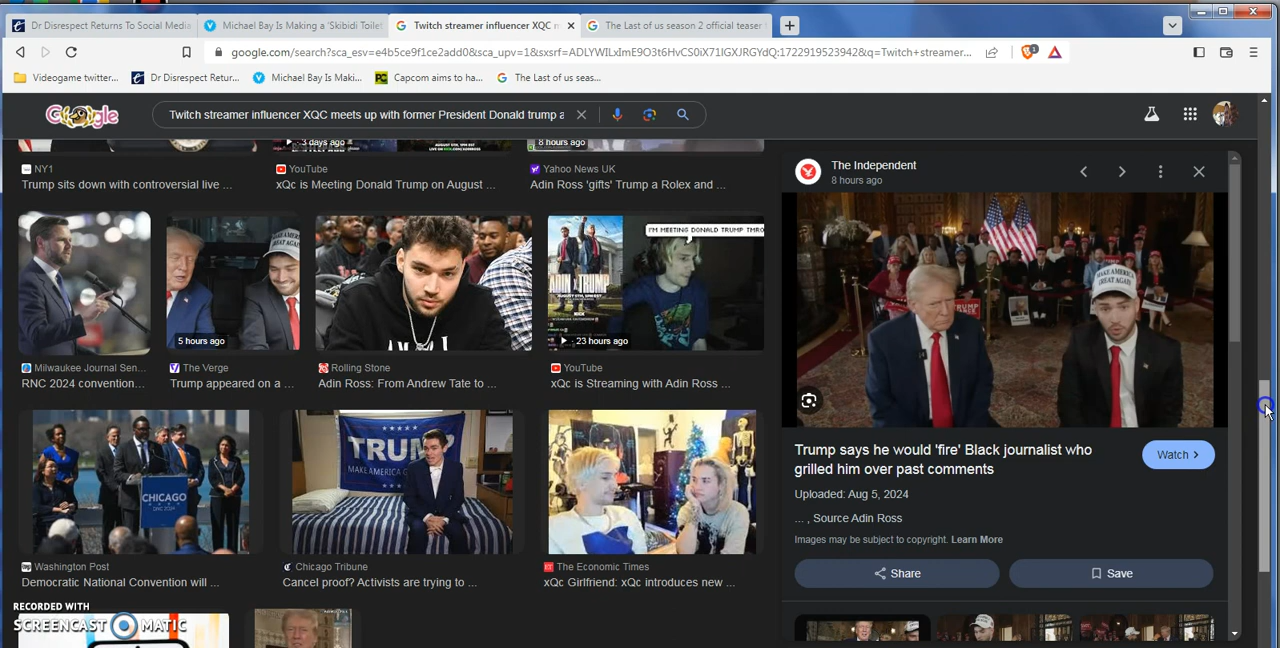 Dr Disrespect Returns To Social Media
Michael Bay Is Making a 'Skibidi Toilet
Twitch streamer influencer XQC m
The Last of us season 2 official teaser
google.com/search?sca_esv=e4b5ce9f1ce2add0&sca_upv=1&sxsrf=ADLYWILxImE9O3t6HvCS0iX71IGXJRGYdQ:1722919523942&q=Twitch+streamer...
Videogame twitter...
Dr Disrespect Retur...
Michael Bay Is Maki...
Capcom aims to ha...
The Last of us seas...
Google
Twitch streamer influencer XQC meets up with former President Donald trump a
3 days ago
8 hours ago
NY1
YouTube
Yahoo News UK
Trump sits down with controversial live ...
xQc is Meeting Donald Trump on August ...
Adin Ross 'gifts' Trump a Rolex and ...
The Independent
8 hours ago
I'M MEETING DONALD TRUMP TMRO
ADIN TRUMP
KICK
5 hours ago
23 hours ago
Milwaukee Journal Sen...
The Verge
Rolling Stone
YouTube
RNC 2024 convention...
Trump appeared on a ...
Adin Ross: From Andrew Tate to ...
xQc is Streaming with Adin Ross ...
MAKE AMERICA
GREAT AGAIN
TRUMP
Trump says he would 'fire' Black journalist who
grilled him over past comments
Watch
Uploaded: Aug 5, 2024
... , Source Adin Ross
Images may be subject to copyright. Learn More
Share
Save
CHICAGO
TRUMP
MAKE AMERICA GREAT AGAIN
Washington Post
Chicago Tribune
The Economic Times
Democratic National Convention will ...
Cancel proof? Activists are trying to ...
xQc Girlfriend: xQc introduces new ...
RECORDED WITH
SCREENCAST MATIC